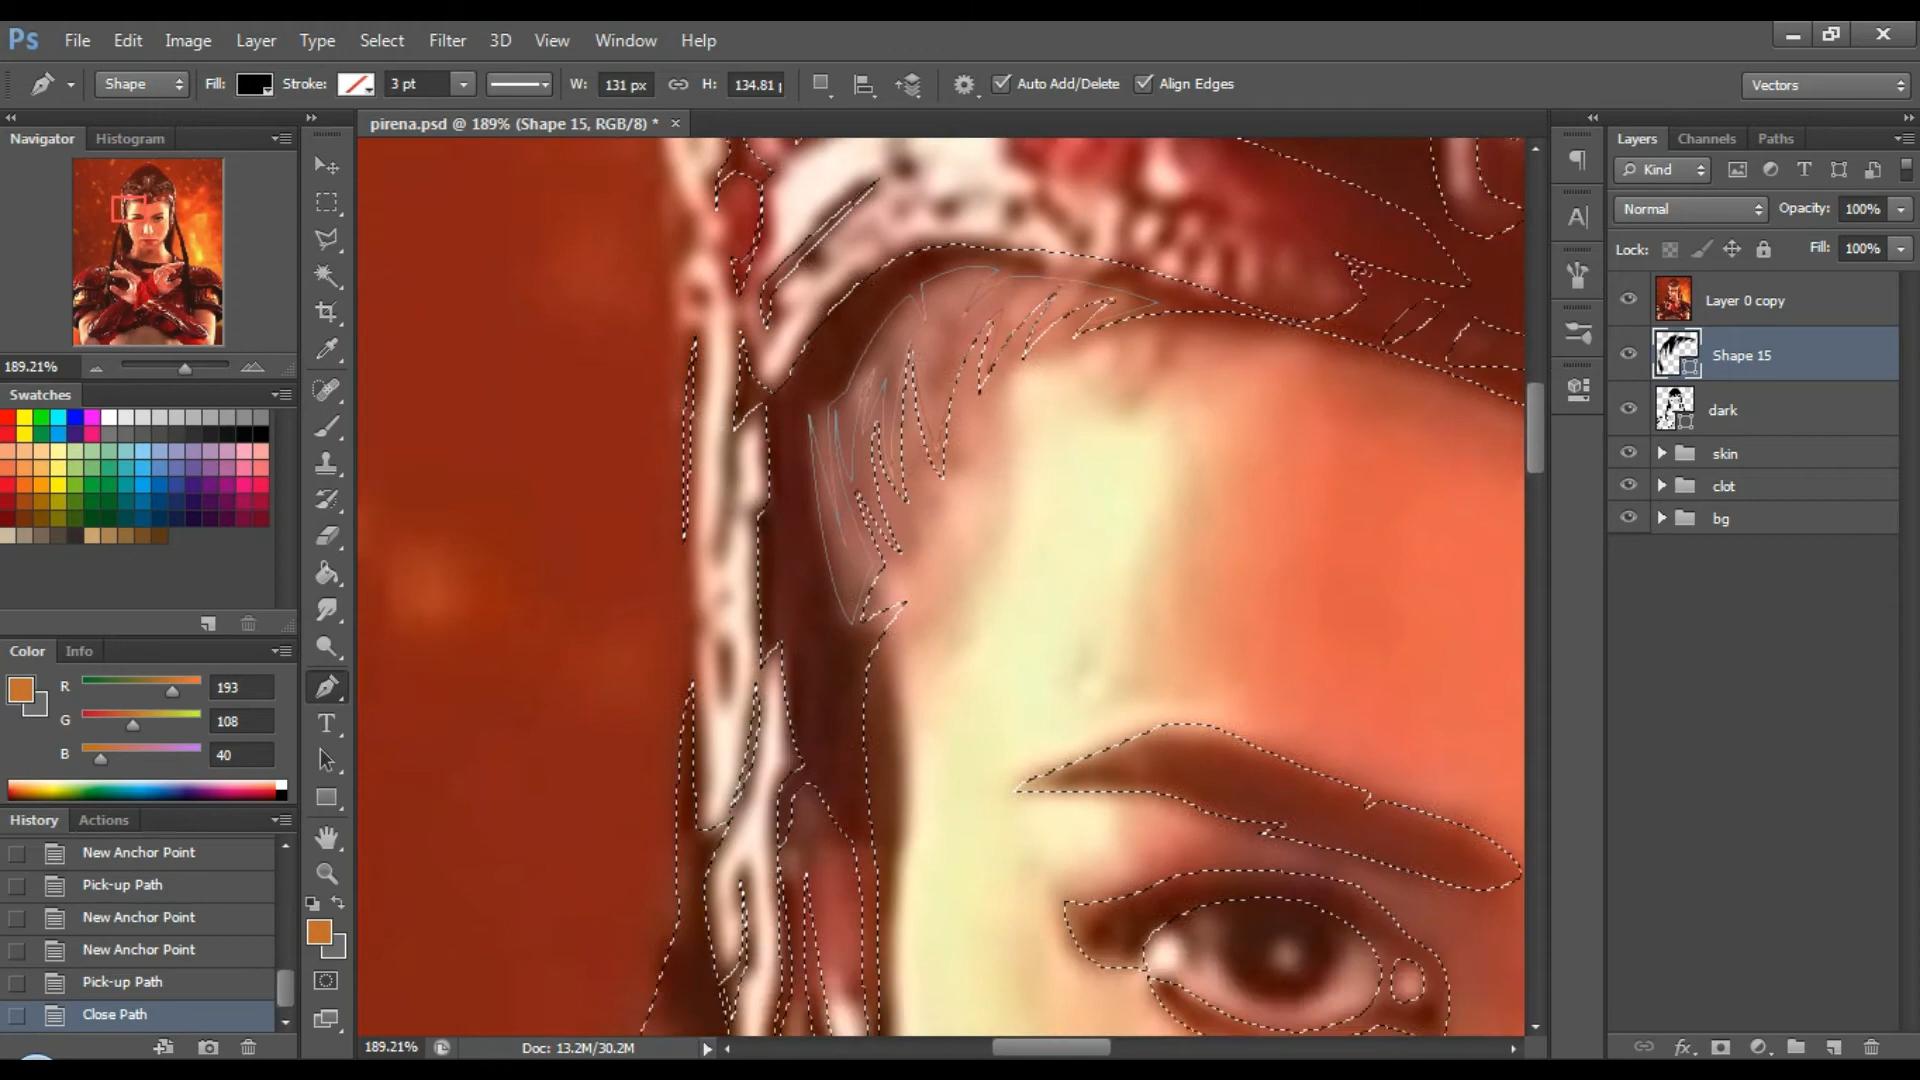 Ps File Edit Image Layer Type Select Filter 3D View Window Help
Shape Fill: Stroke: 3 pt W: 131 px H: 134.81 Auto Add/Delete Align Edges Vectors
Navigator Histogram
pirena.psd @ 189% (Shape 15, RGB/8) *
Layers Channels Paths
Kind
Normal Opacity: 100%
Lock: Fill: 100%
Layer 0 copy
Shape 15
dark
skin
clot
bg
189.21%
Swatches
Color Info
R 193
G 108
B 40
History Actions
New Anchor Point
Pick-up Path
New Anchor Point
New Anchor Point
Pick-up Path
Close Path
189.21% Doc: 13.2M/30.2M